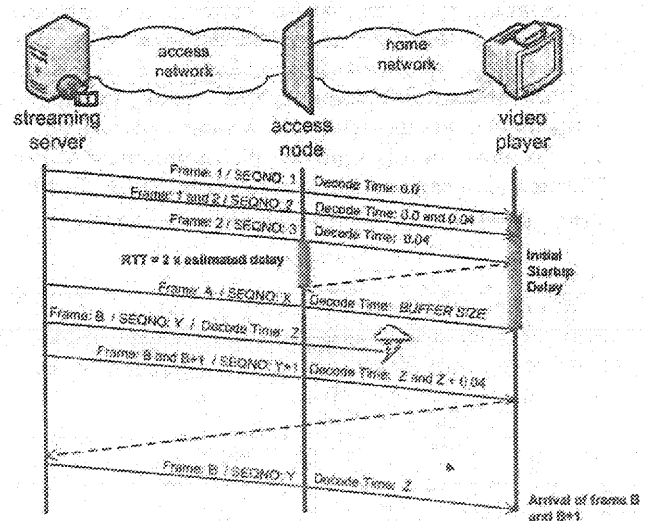 access
network
home
network
streaming
server
access
node
video
player
Frame: 1 / SEQNO: 1 Decode Time: 0.0
Frame: 1 and 2 / SEQNO: 2 Decode Time: 0.0 and 0.04
Frame: 2 / SEQNO: 3 Decode Time: 0.04
RTT = 2 x estimated delay
Initial
Startup
Delay
Frame: A / SEQNO: X Decode Time: BUFFER SIZE
Frame: B / SEQNO: Y / Decode Time: Z
Frame: B and B+1 / SEQNO: Y+1 Decode Time: Z and Z + 0.04
Frame: B / SEQNO: Y Decode Time: Z
Arrival of frame B
and B+1